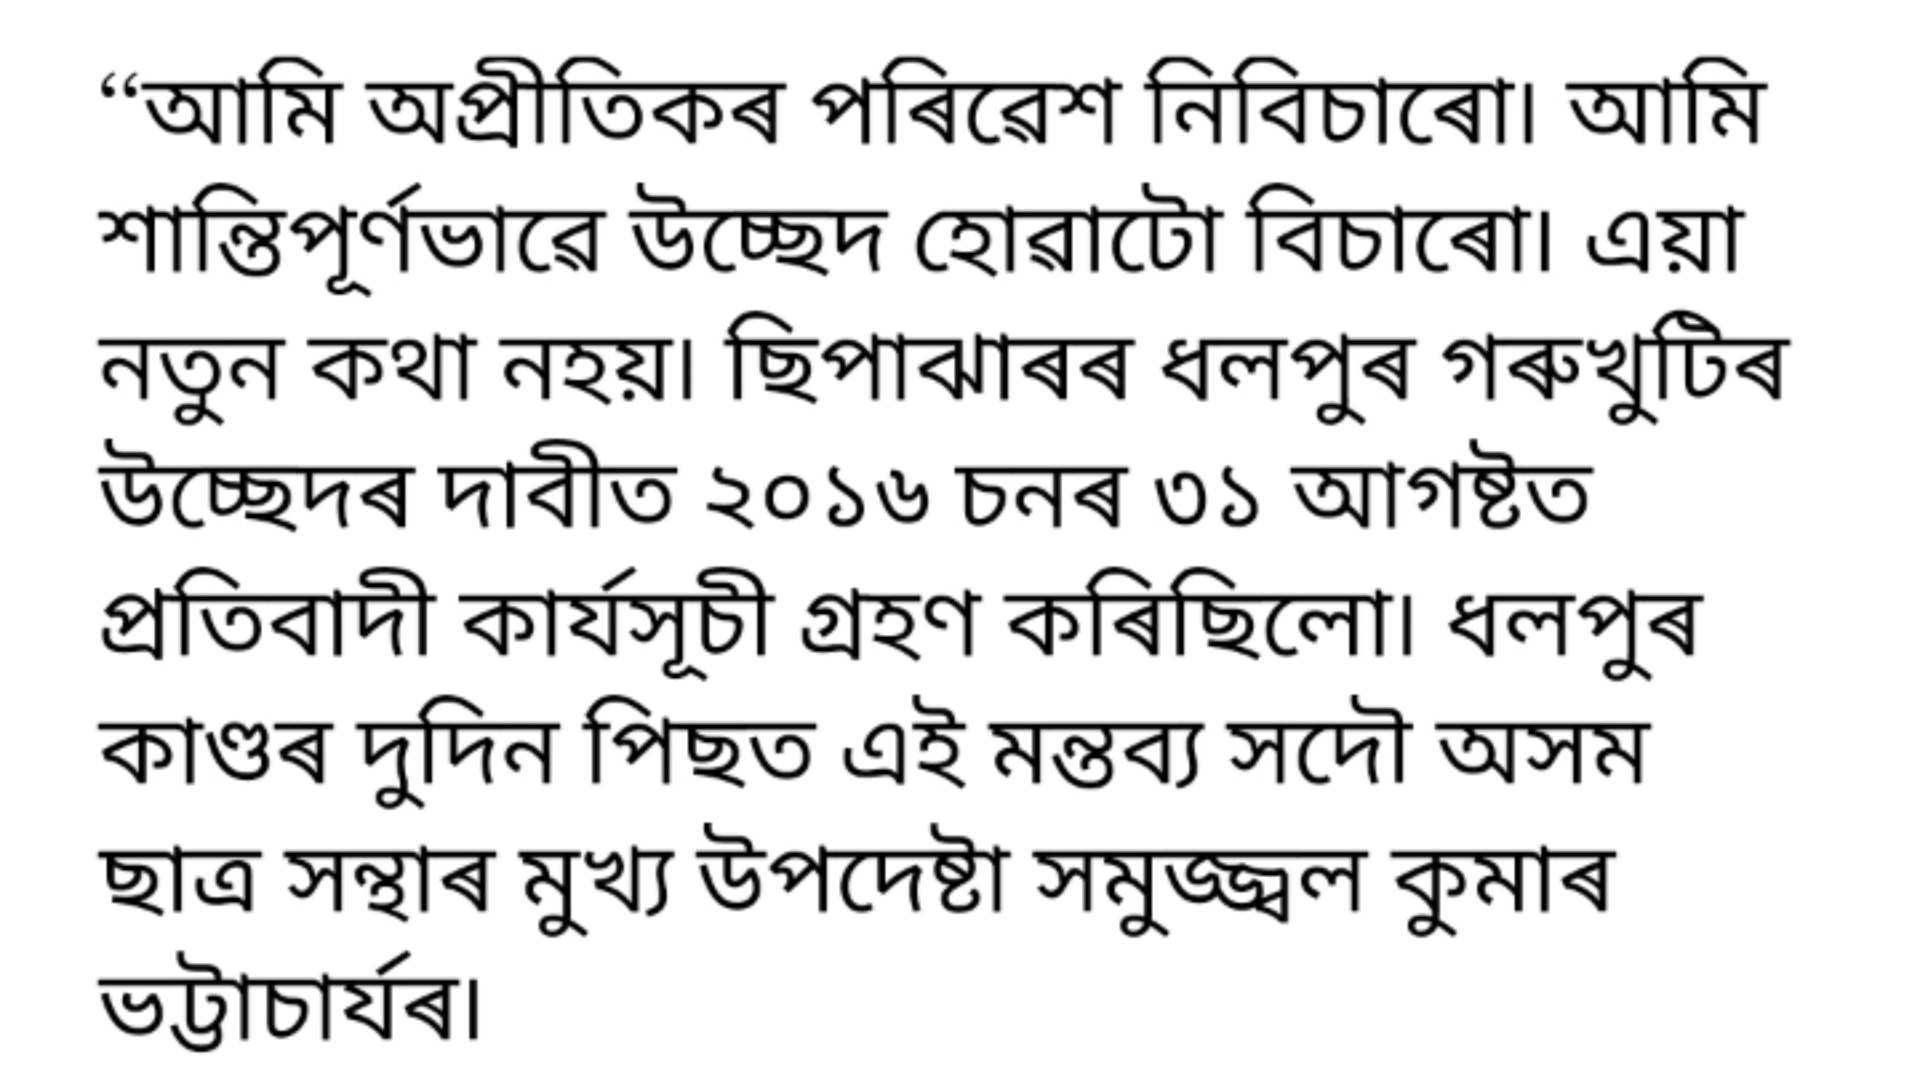 “আমি অপ্ৰীতিকৰ পৰিৱেশ নিবিচাৰো। আমি
শান্তিপূৰ্ণভাৱে উচ্ছেদ হোৱাটো বিচাৰো। এয়া
নতুন কথা নহয়। ছিপাঝাৰৰ ধলপুৰ গৰুখুটিৰ
উচ্ছেদৰ দাবীত ২০১৬ চনৰ ৩১ আগষ্টত
প্ৰতিবাদী কাৰ্যসূচী গ্ৰহণ কৰিছিলো। ধলপুৰ
কাণ্ডৰ দুদিন পিছত এই মন্তব্য সদৌ অসম
ছাত্ৰ সন্থাৰ মুখ্য উপদেষ্টা সমুজ্জ্বল কুমাৰ
ভট্টাচাৰ্যৰ।